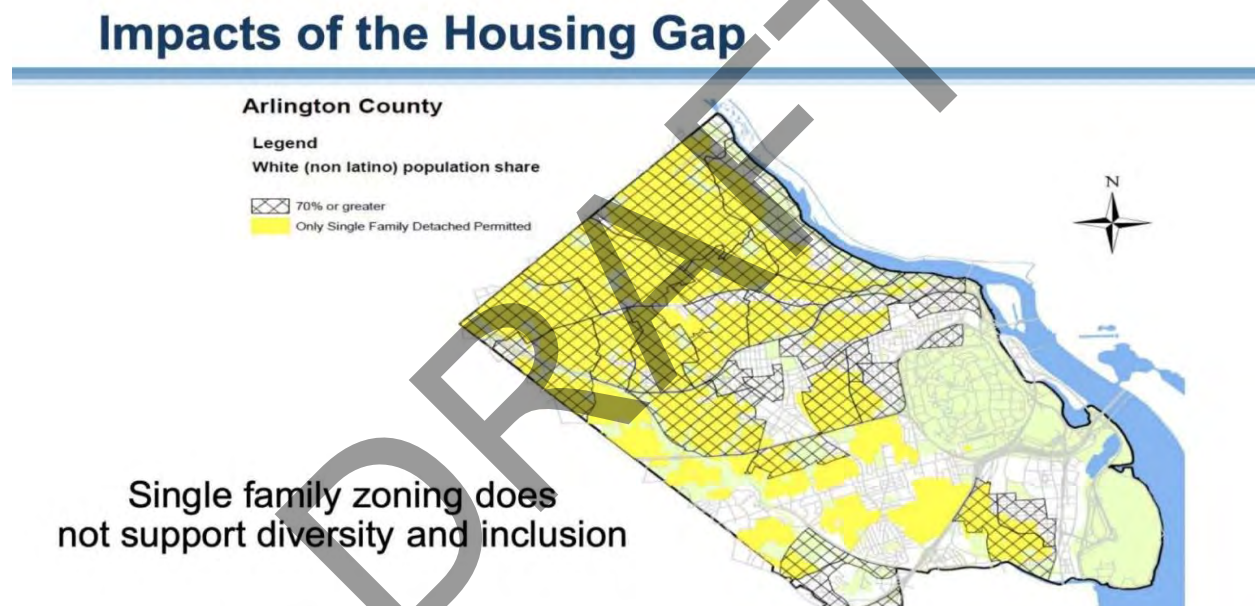 Impacts of the Housing Gap
Arlington County
Legend
White (non latino) population share
70% or greater
Only Single Family Detached Permitted
N
Single family zoning does
not support diversity and inclusion
DRAFT